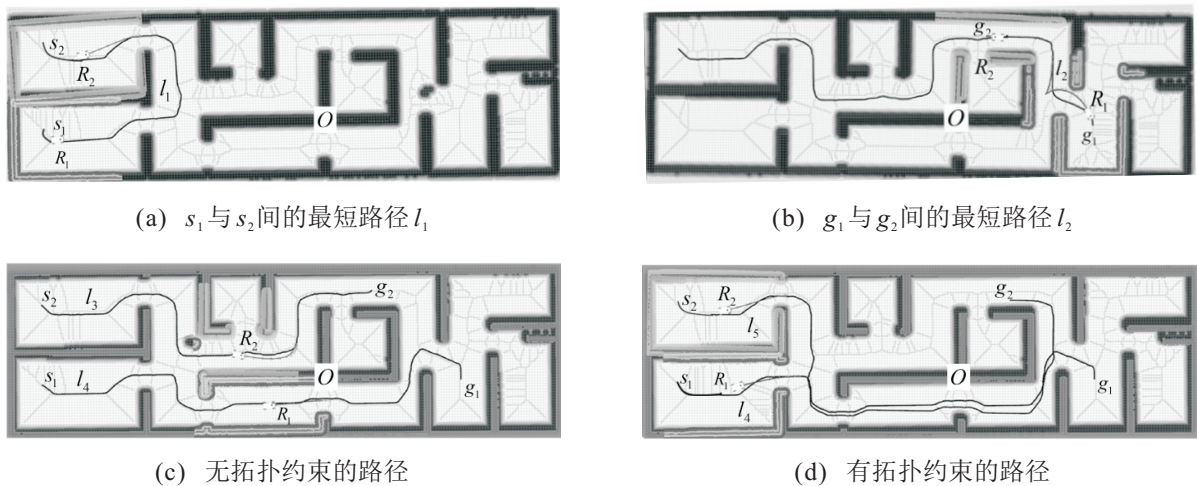 s₂
R₂
l₁
s₁
R₁
O
g₂
R₂
l₂
R₁
O
g₁
(a) s₁与s₂间的最短路径l₁
(b) g₁与g₂间的最短路径l₂
s₂ l₃
g₂
R₂
s₁ l₄
O
g₁
R₁
s₂ R₂
g₂
l₅
s₁ R₁
O
g₁
l₄
(c) 无拓扑约束的路径
(d) 有拓扑约束的路径